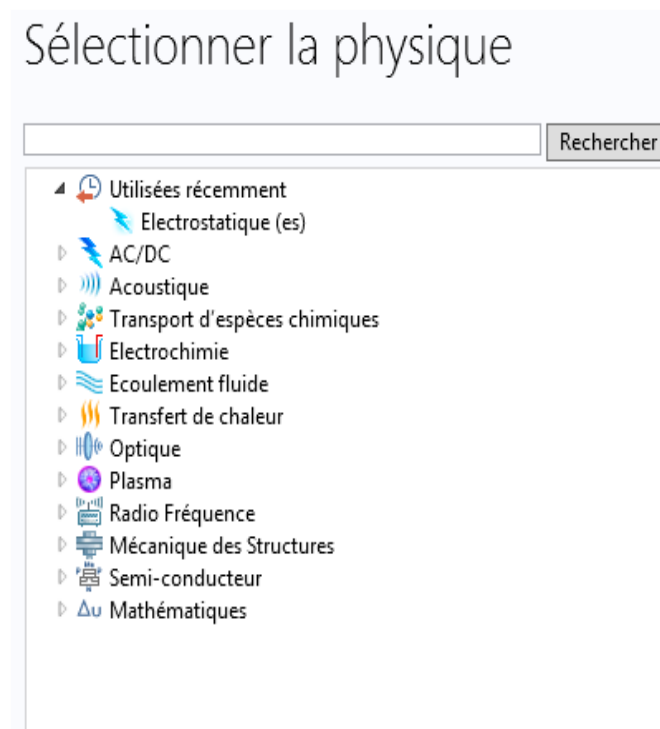 Sélectionner la physique
Rechercher
Utilisées récemment
Electrostatique (es)
AC/DC
Acoustique
Transport d'espèces chimiques
Electrochimie
Ecoulement fluide
Transfert de chaleur
Optique
Plasma
Radio Fréquence
Mécanique des Structures
Semi-conducteur
Δu Mathématiques